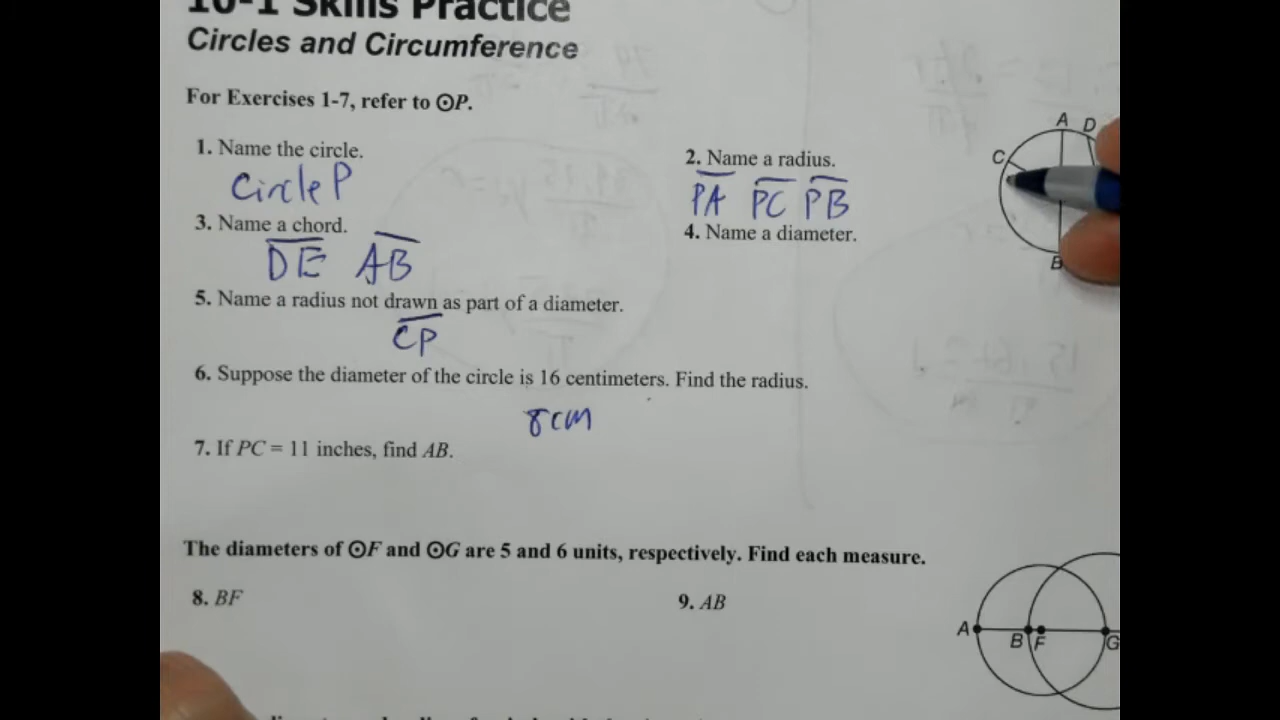 10-1 Skills Practice
Circles and Circumference
For Exercises 1-7, refer to ⊙P.
1. Name the circle.
Circle P
2. Name a radius.
PA PC PB
3. Name a chord.
DE AB
4. Name a diameter.
5. Name a radius not drawn as part of a diameter.
CP
6. Suppose the diameter of the circle is 16 centimeters. Find the radius.
8cm
7. If PC = 11 inches, find AB.
The diameters of ⊙F and ⊙G are 5 and 6 units, respectively. Find each measure.
8. BF
9. AB
A D
C
B
A B F G